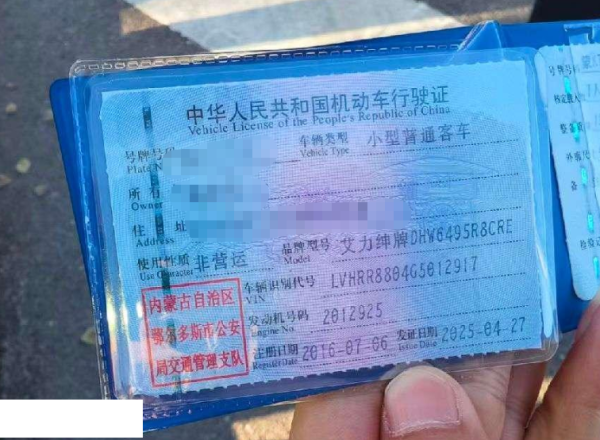 中华人民共和国机动车行驶证
Vehicle License of the People's Republic of China
号牌号码 车辆类型 小型普通客车
Plate No. Vehicle Type
所有
Owner
住 址
Address
使用性质 非营运 品牌型号 艾力绅牌DHW6495R8CRE
Use Character Model
车辆识别代号 LVHRR8804G5012917
VIN
内蒙古自治区
鄂尔多斯市公安
局交通管理支队
发动机号码 2012925
Engine No.
注册日期 2016-07-06 发证日期 2025-04-27
Register Date Issue Date
号牌号码